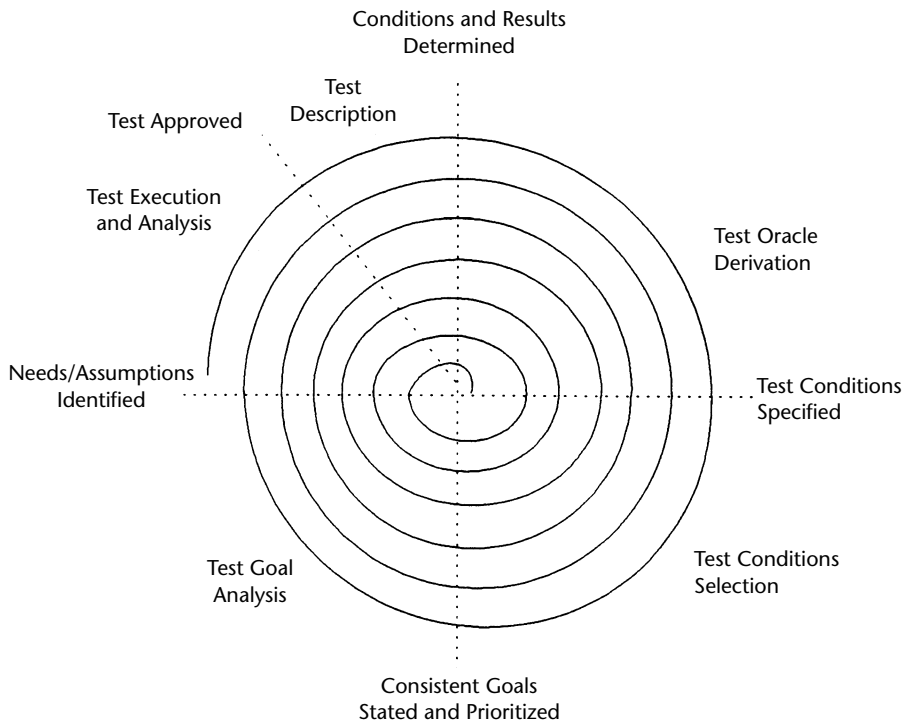 Conditions and Results
Determined
Test
Description
Test Approved
Test Execution
and Analysis
Test Oracle
Derivation
Needs/Assumptions
Identified
Test Conditions
Specified
Test Goal
Analysis
Test Conditions
Selection
Consistent Goals
Stated and Prioritized